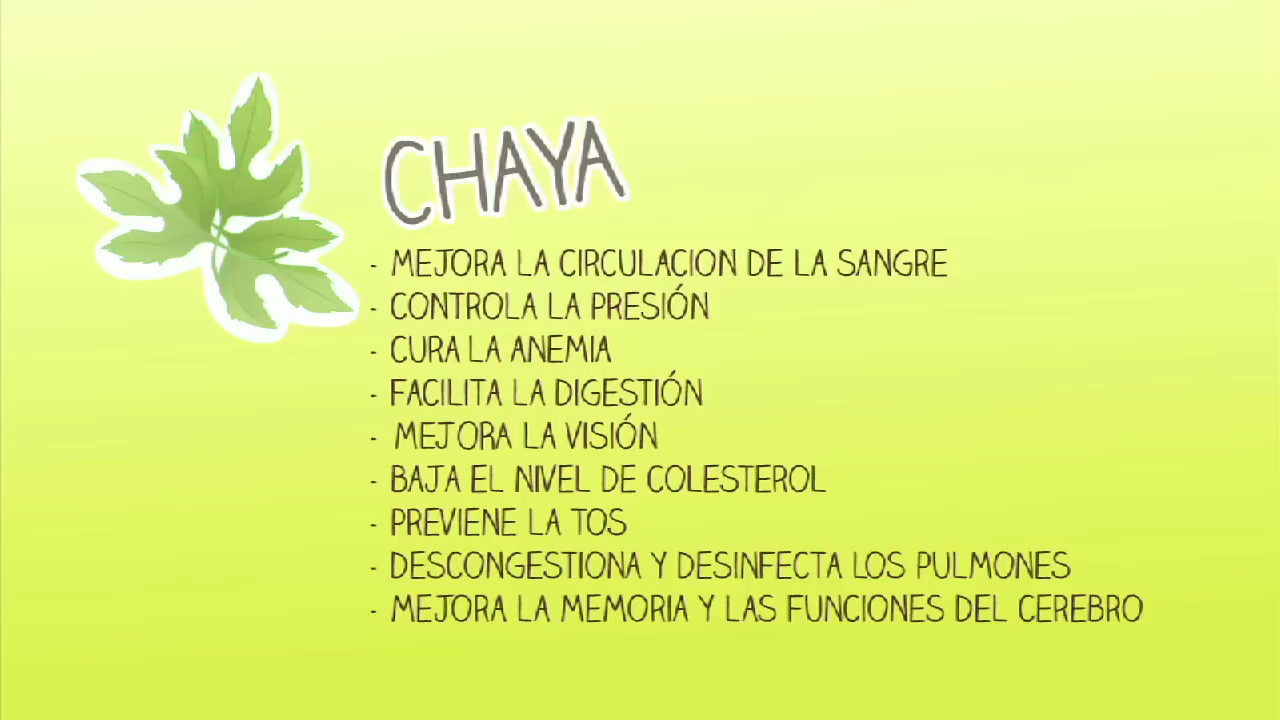 CHAYA
- MEJORA LA CIRCULACION DE LA SANGRE
- CONTROLA LA PRESIÓN
- CURA LA ANEMIA
- FACILITA LA DIGESTIÓN
- MEJORA LA VISIÓN
- BAJA EL NIVEL DE COLESTEROL
- PREVIENE LA TOS
- DESCONGESTIONA Y DESINFECTA LOS PULMONES
- MEJORA LA MEMORIA Y LAS FUNCIONES DEL CEREBRO